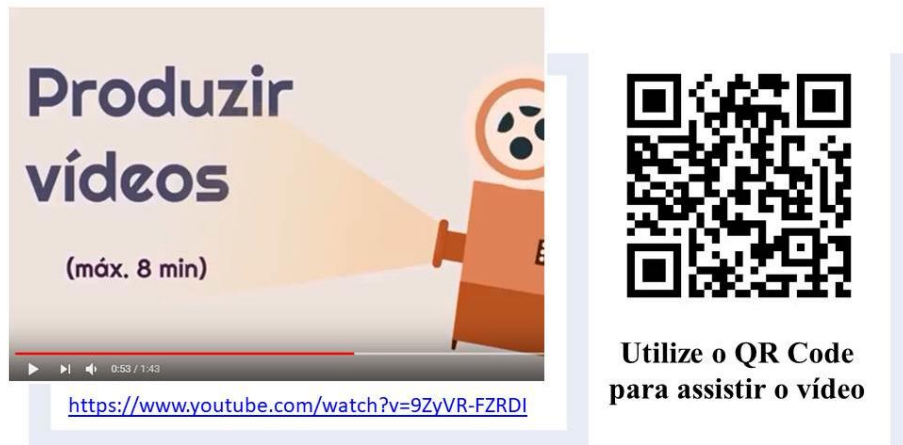 Produzir
vídeos
(máx. 8 min)
0:53 / 1:43
https://www.youtube.com/watch?v=9ZyVR-FZRDI
Utilize o QR Code
para assistir o vídeo